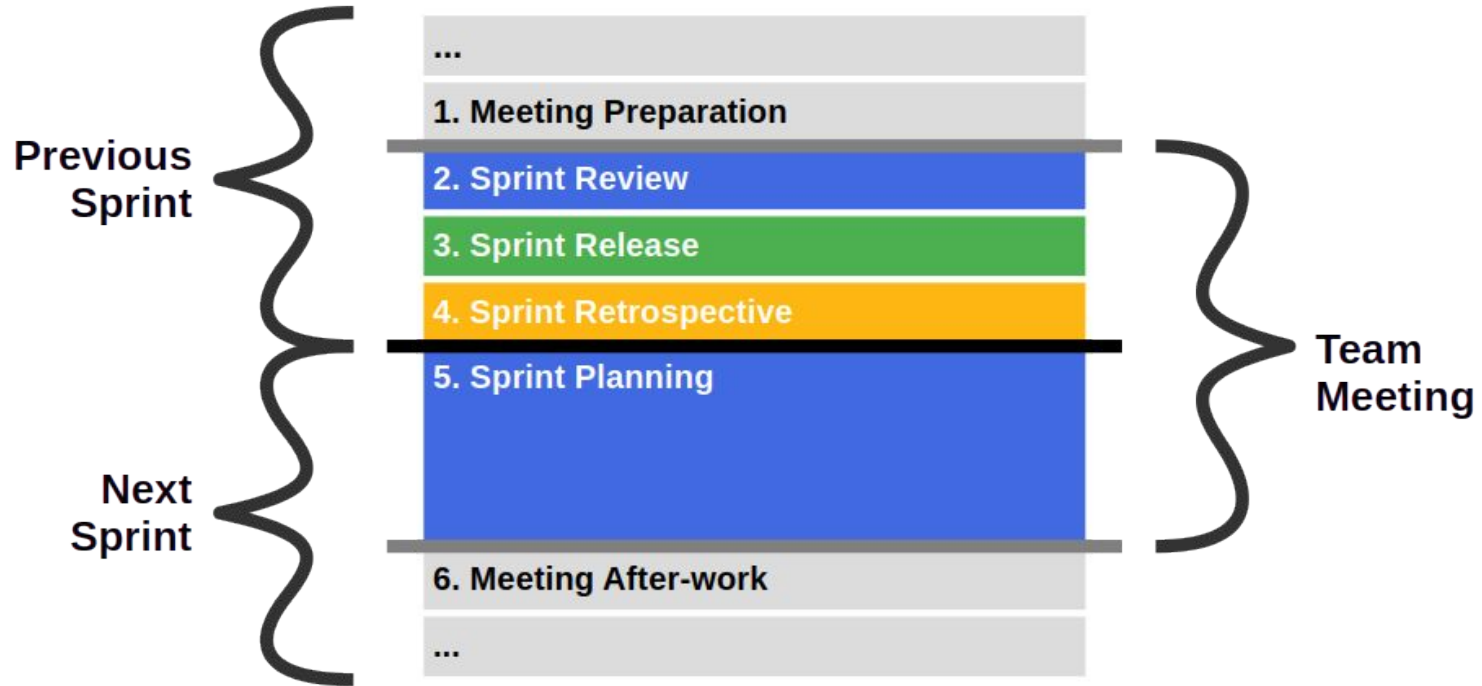 ...
1. Meeting Preparation
Previous
Sprint
2. Sprint Review
3. Sprint Release
4. Sprint Retrospective
Team
Meeting
5. Sprint Planning
Next
Sprint
6. Meeting After-work
...